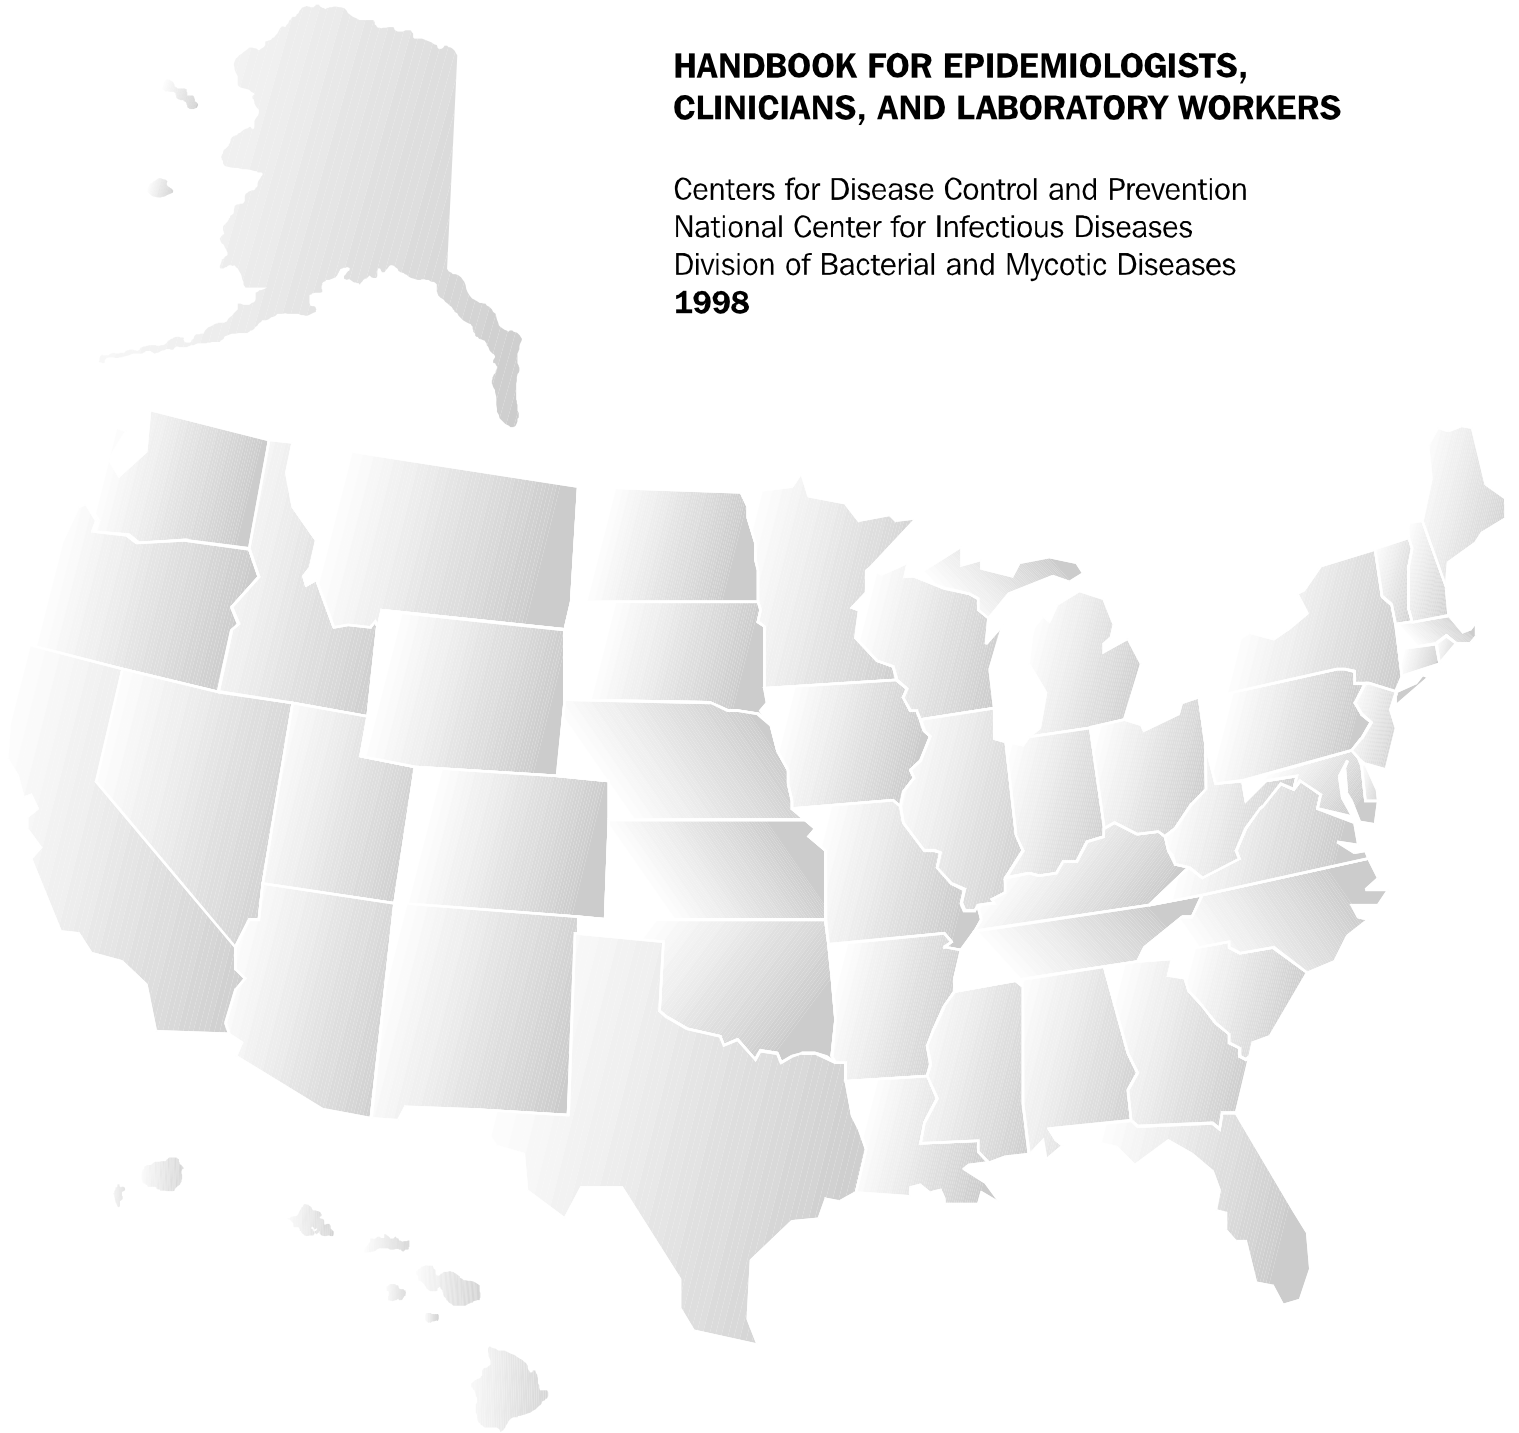 HANDBOOK FOR EPIDEMIOLOGISTS,
CLINICIANS, AND LABORATORY WORKERS
Centers for Disease Control and Prevention
National Center for Infectious Diseases
Division of Bacterial and Mycotic Diseases
1998